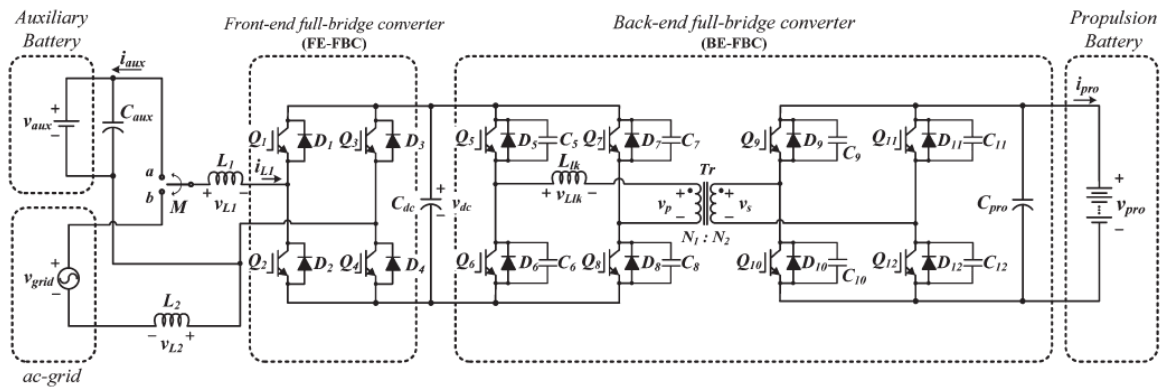 Auxiliary
Battery
Front-end full-bridge converter
(FE-FBC)
Back-end full-bridge converter
(BE-FBC)
Propulsion
Battery
i_aux
+
v_aux
−
C_aux
a
b
M
L_1
+ v_L1 −
i_L1
Q_1
D_1
Q_3
D_3
Q_2
D_2
Q_4
D_4
C_dc
+
v_dc
−
Q_5
D_5
C_5
Q_7
D_7
C_7
L_lk
+ v_Llk −
Q_6
D_6
C_6
Q_8
D_8
C_8
Tr
+
v_p
−
+
v_s
−
N_1 : N_2
Q_9
D_9
C_9
Q_11
D_11
C_11
Q_10
D_10
C_10
Q_12
D_12
C_12
C_pro
i_pro
+
v_pro
−
+
v_grid
−
L_2
− v_L2 +
ac-grid